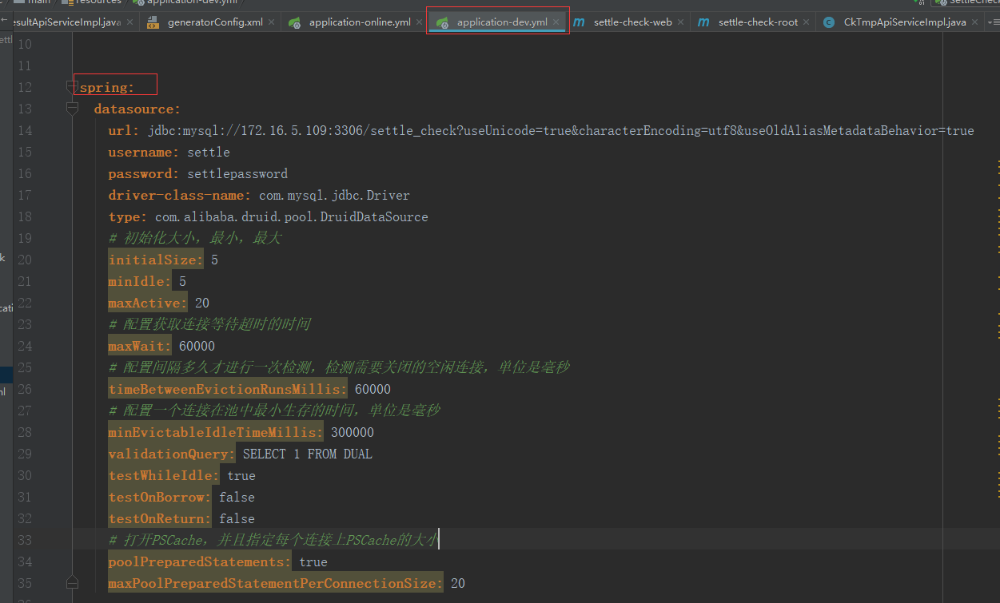 main resources application-dev.yml
esultApiServiceImpl.java generatorConfig.xml application-online.yml application-dev.yml settle-check-web settle-check-root CkTmpApiServiceImpl.java
10
11
12 spring:
13 datasource:
14 url: jdbc:mysql://172.16.5.109:3306/settle_check?useUnicode=true&characterEncoding=utf8&useOldAliasMetadataBehavior=true
15 username: settle
16 password: settlepassword
17 driver-class-name: com.mysql.jdbc.Driver
18 type: com.alibaba.druid.pool.DruidDataSource
19 # 初始化大小，最小，最大
20 initialSize: 5
21 minIdle: 5
22 maxActive: 20
23 # 配置获取连接等待超时的时间
24 maxWait: 60000
25 # 配置间隔多久才进行一次检测，检测需要关闭的空闲连接，单位是毫秒
26 timeBetweenEvictionRunsMillis: 60000
27 # 配置一个连接在池中最小生存的时间，单位是毫秒
28 minEvictableIdleTimeMillis: 300000
29 validationQuery: SELECT 1 FROM DUAL
30 testWhileIdle: true
31 testOnBorrow: false
32 testOnReturn: false
33 # 打开PSCache，并且指定每个连接上PSCache的大小
34 poolPreparedStatements: true
35 maxPoolPreparedStatementPerConnectionSize: 20